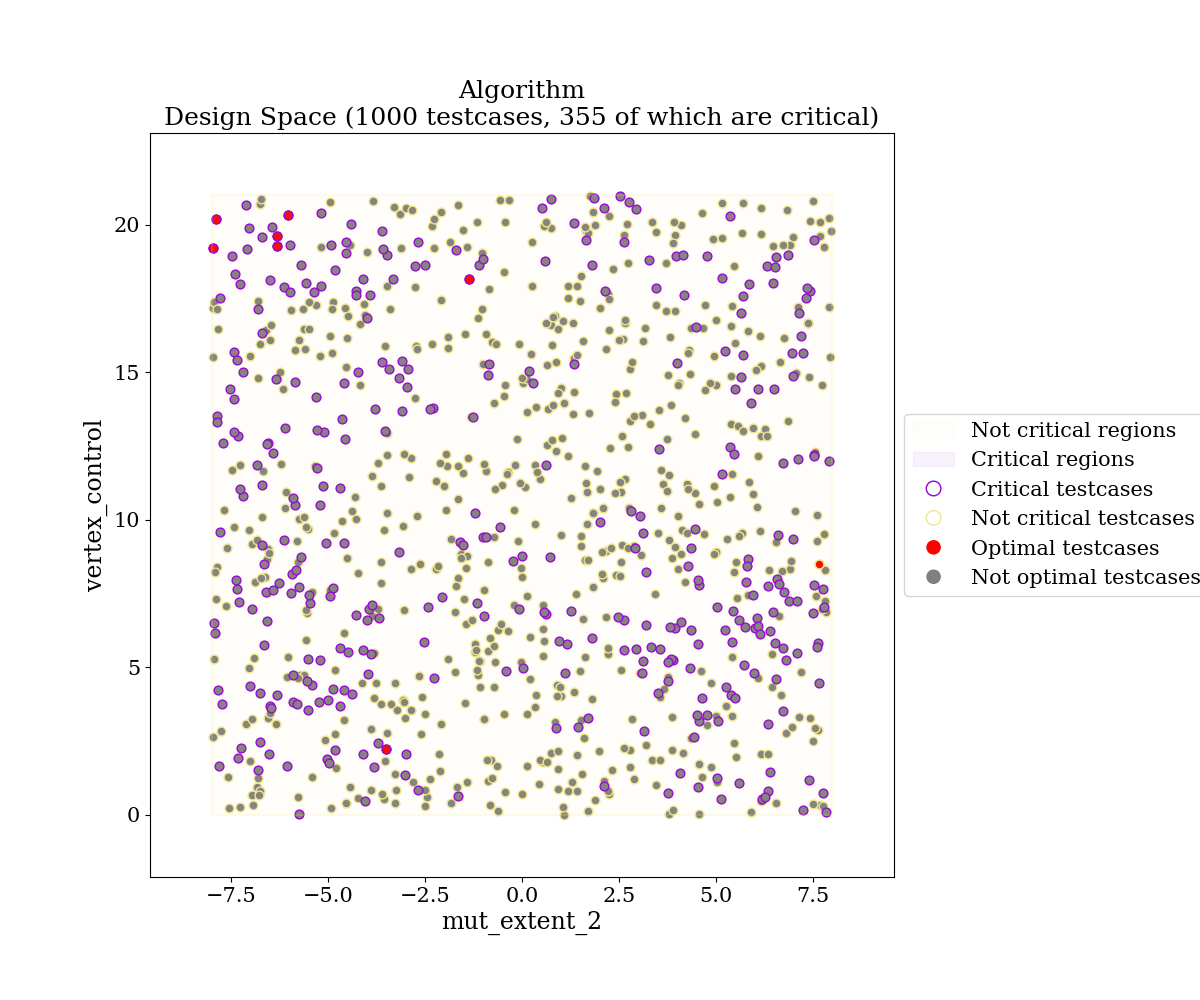 Algorithm
Design Space (1000 testcases, 355 of which are critical)
20
15
10
5
0
vertex_control
−7.5 −5.0 −2.5 0.0 2.5 5.0 7.5
mut_extent_2
Not critical regions
Critical regions
Critical testcases
Not critical testcases
Optimal testcases
Not optimal testcases